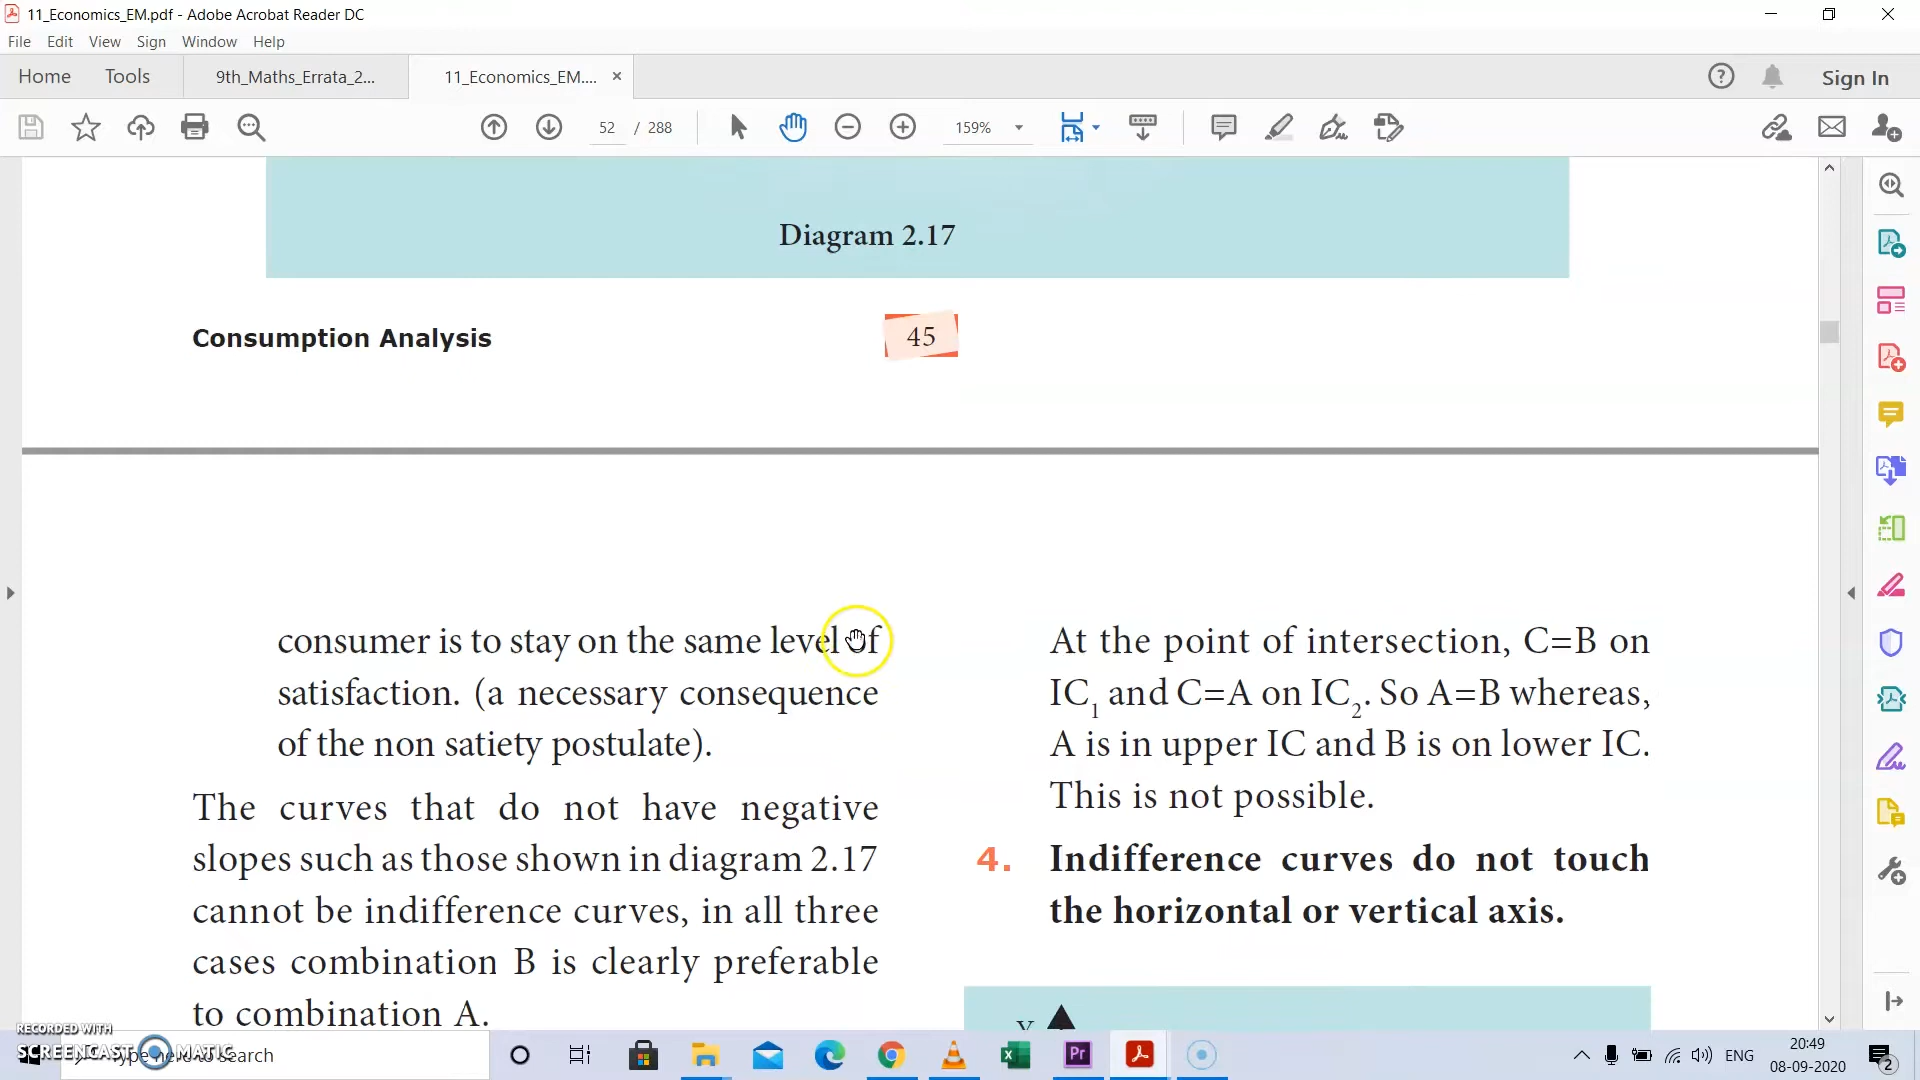 11_Economics_EM.pdf - Adobe Acrobat Reader DC
File Edit View Sign Window Help
Home Tools 9th_Maths_Errata_2... 11_Economics_EM.... × Sign In
52 / 288 159%
Diagram 2.17
Consumption Analysis 45
consumer is to stay on the same level of
satisfaction. (a necessary consequence
of the non satiety postulate).
The curves that do not have negative
slopes such as those shown in diagram 2.17
cannot be indifference curves, in all three
cases combination B is clearly preferable
to combination A.
At the point of intersection, C=B on
IC1 and C=A on IC2. So A=B whereas,
A is in upper IC and B is on lower IC.
This is not possible.
4. Indifference curves do not touch
the horizontal or vertical axis.
Y
RECORDED WITH
SCREENCAST MATIC
Type here to search
Pr
ENG
20:49
08-09-2020
2